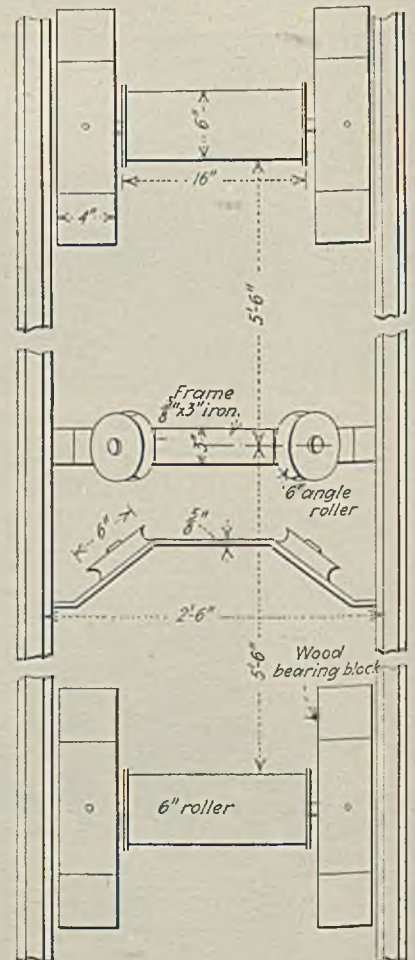 6"
16"
4"
5'-6"
Frame
5/8"x3" iron.
3"
6" angle
roller
6"
5/8"
2'-6"
Wood
bearing block
5'-6"
6" roller